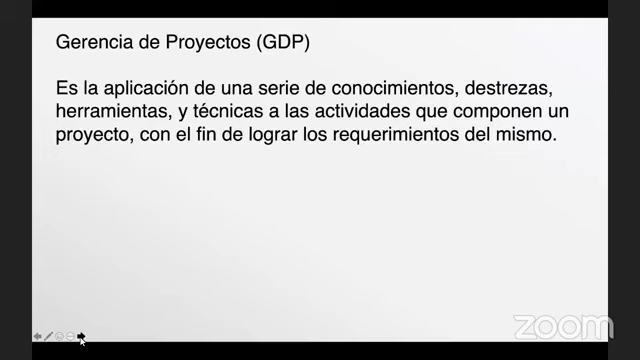 Gerencia de Proyectos (GDP)
Es la aplicación de una serie de conocimientos, destrezas,
herramientas, y técnicas a las actividades que componen un
proyecto, con el fin de lograr los requerimientos del mismo.
zoom